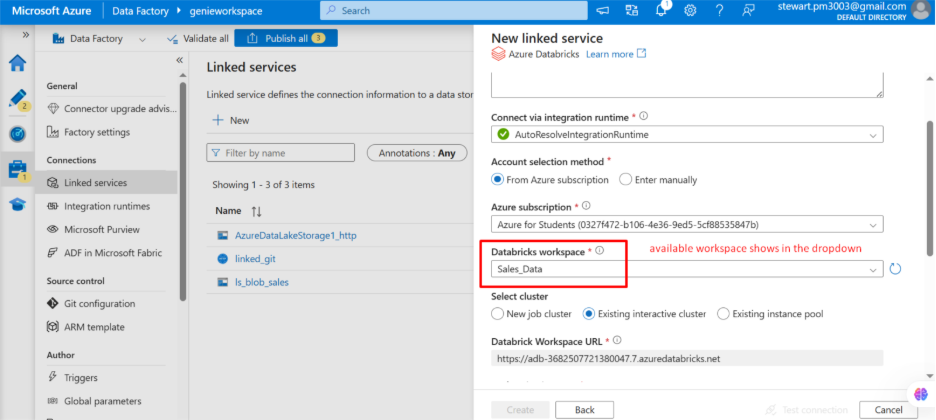 Microsoft Azure
Data Factory
genieworkspace
Search
1
stewart.pm3003@gmail.com
DEFAULT DIRECTORY
Data Factory
Validate all
Publish all 3
2
1
General
Connector upgrade advis...
Factory settings
Connections
Linked services
Integration runtimes
Microsoft Purview
ADF in Microsoft Fabric
Source control
Git configuration
ARM template
Author
Triggers
Global parameters
Linked services
Linked service defines the connection information to a data stor
New
Filter by name
Annotations : Any
Showing 1 - 3 of 3 items
Name
AzureDataLakeStorage1_http
linked_git
ls_blob_sales
New linked service
Azure Databricks Learn more
Connect via integration runtime *
AutoResolveIntegrationRuntime
Account selection method *
From Azure subscription Enter manually
Azure subscription *
Azure for Students (0327f472-b106-4e36-9ed5-5cf88535847b)
Databricks workspace *
available workspace shows in the dropdown
Sales_Data
Select cluster
New job cluster Existing interactive cluster Existing instance pool
Databrick Workspace URL *
https://adb-3682507721380047.7.azuredatabricks.net
Create Back Test connection Cancel